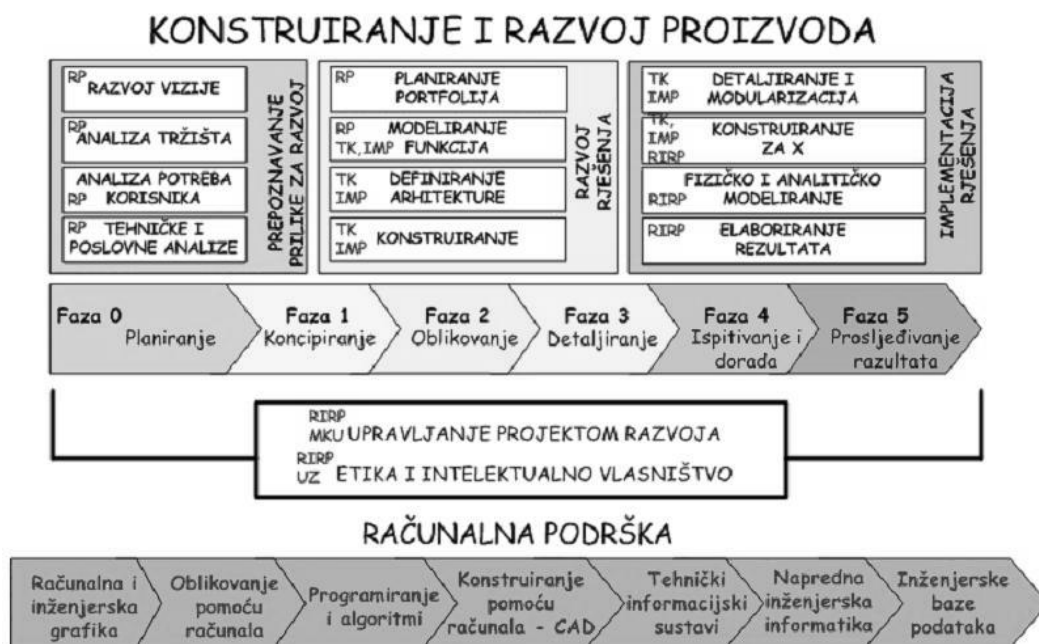 KONSTRUIRANJE I RAZVOJ PROIZVODA
RP RAZVOJ VIZIJE
RP ANALIZA TRŽIŠTA
ANALIZA POTREBA
RP KORISNIKA
RP TEHNIČKE I
POSLOVNE ANALIZE
PREPOZNAVANJE
PRILIKE ZA RAZVOJ
RP PLANIRANJE
PORTFOLIJA
RP MODELIRANJE
TK, IMP FUNKCIJA
TK DEFINIRANJE
IMP ARHITEKTURE
TK
IMP KONSTRUIRANJE
RAZVOJ
RJEŠENJA
TK DETALJIRANJE I
IMP MODULARIZACIJA
TK,
IMP KONSTRUIRANJE
RIRP ZA X
FIZIČKO I ANALITIČKO
RIRP MODELIRANJE
RIRP ELABORIRANJE
REZULTATA
IMPLEMENTACIJA
RJEŠENJA
Faza 0
Planiranje
Faza 1
Koncipiranje
Faza 2
Oblikovanje
Faza 3
Detaljiranje
Faza 4
Ispitivanje i
dorada
Faza 5
Prosljeđivanje
razultata
RIRP
MKU UPRAVLJANJE PROJEKTOM RAZVOJA
RIRP
UZ ETIKA I INTELEKTUALNO VLASNIŠTVO
RAČUNALNA PODRŠKA
Računalna i
inženjerska
grafika
Oblikovanje
pomoću
računala
Programiranje
i algoritmi
Konstruiranje
pomoću
računala - CAD
Tehnički
informacijski
sustavi
Napredna
inženjerska
informatika
Inženjerske
baze
podataka